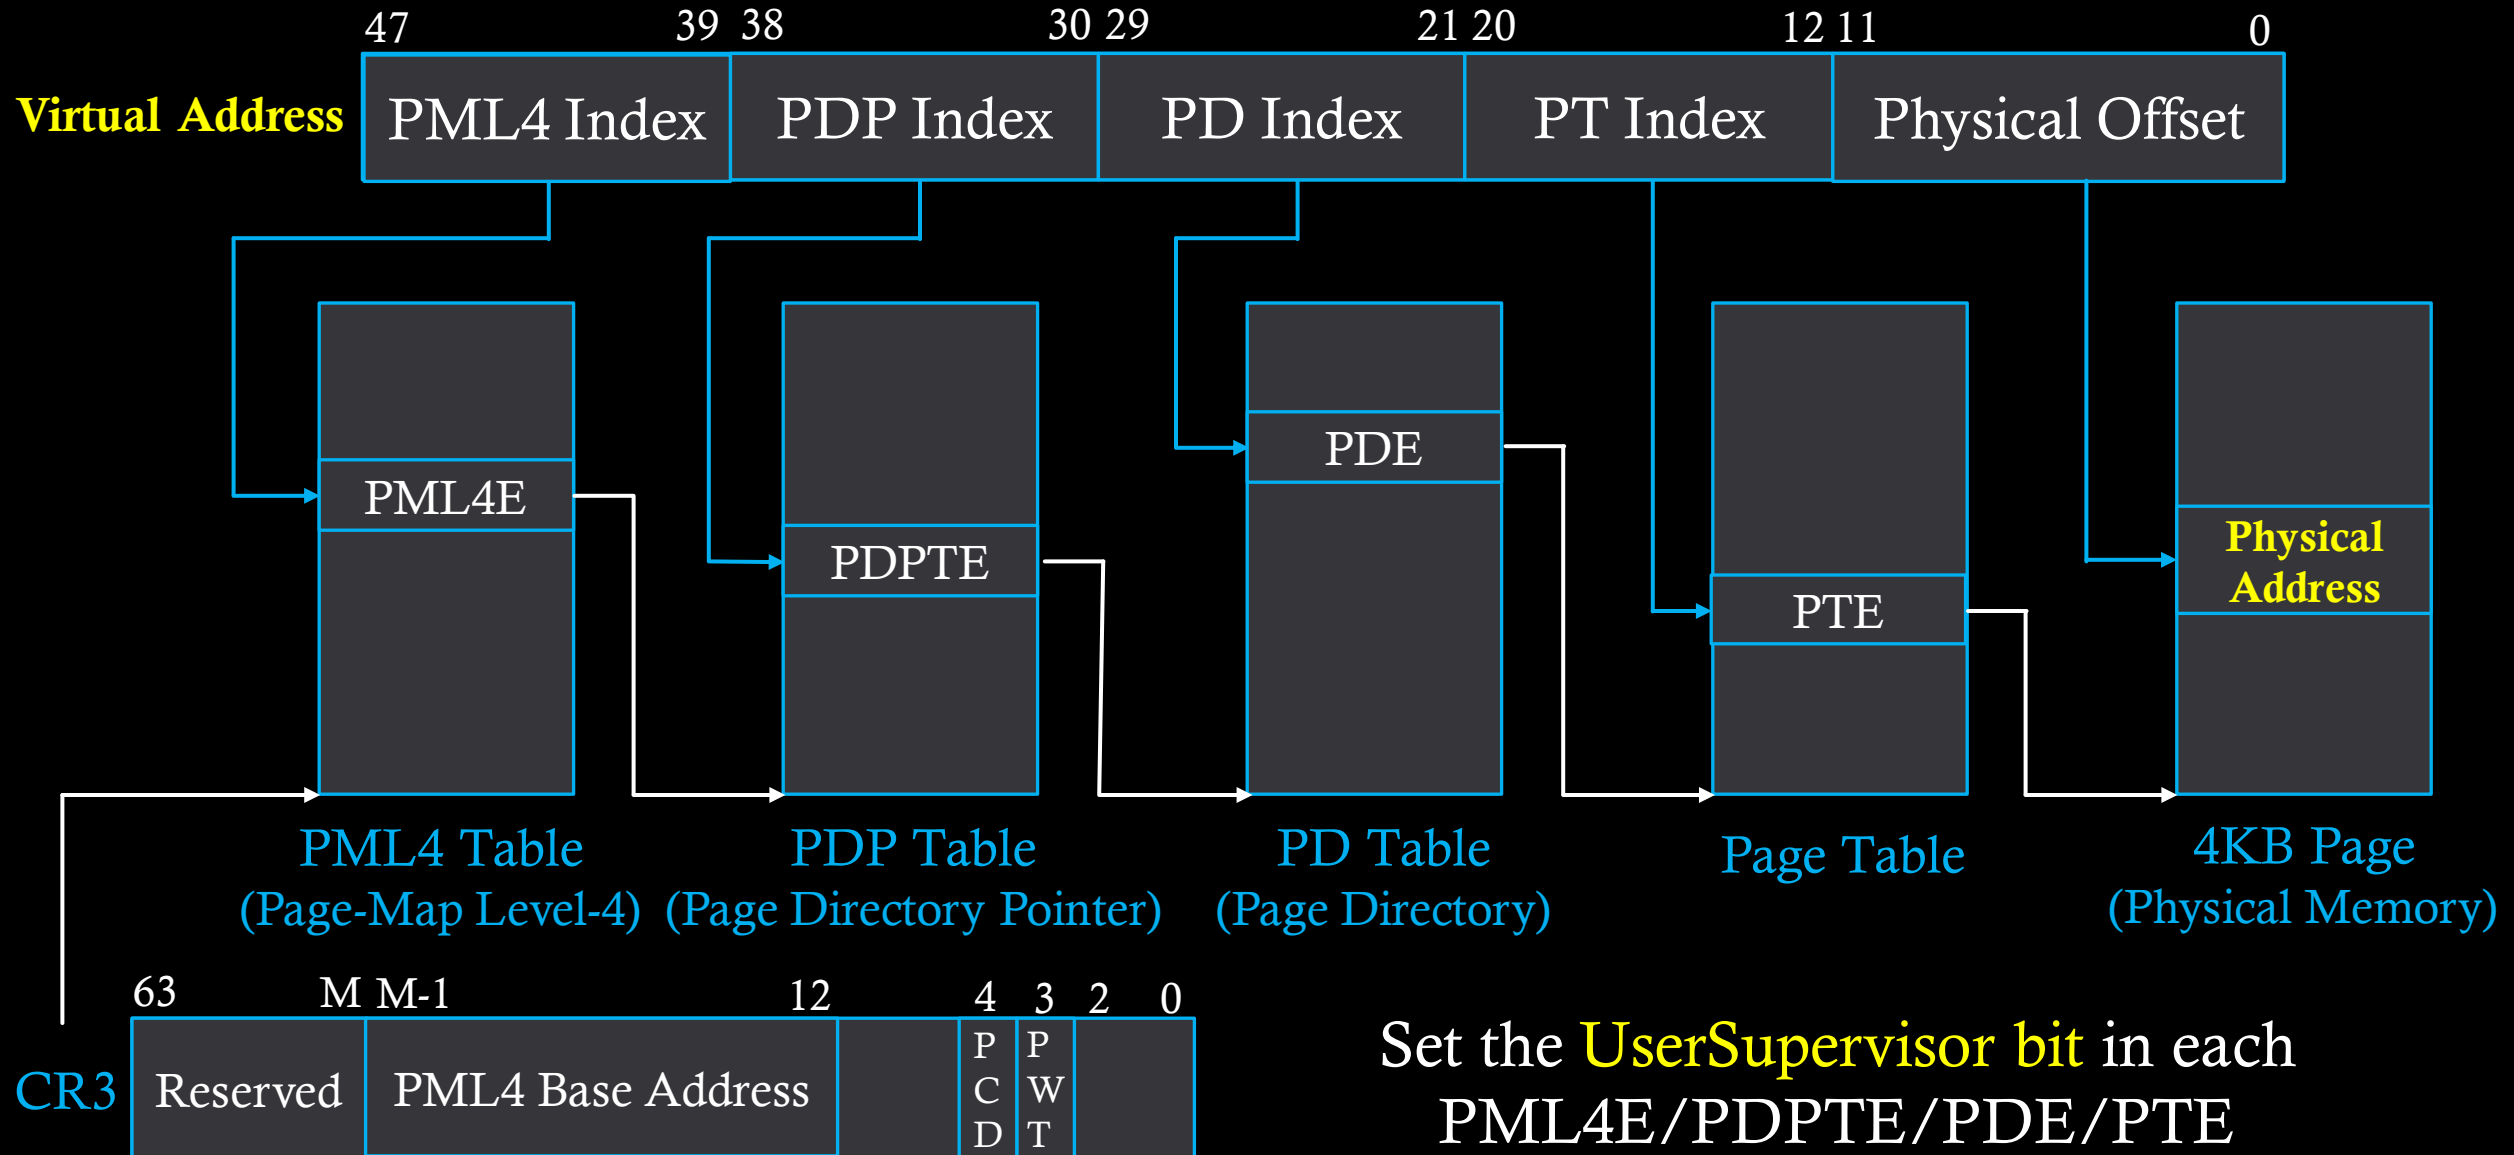 47 39 38 30 29 21 20 12 11 0
Virtual Address PML4 Index PDP Index PD Index PT Index Physical Offset
PDE
PML4E
Physical
Address
PDPTE
PTE
PML4 Table PDP Table PD Table Page Table 4KB Page
(Page-Map Level-4) (Page Directory Pointer) (Page Directory) (Physical Memory)
63 M M-1 12 4 3 2 0
CR3 Reserved PML4 Base Address PCD PWT
Set the UserSupervisor bit in each
PML4E/PDPTE/PDE/PTE